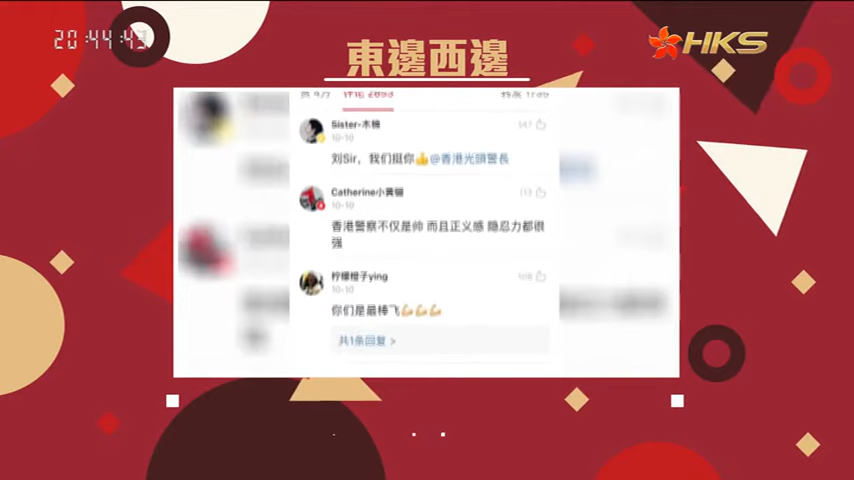 20:44:43
HKS
東邊西邊
评论 2693
Sister-木棉
10-10
刘Sir，我们挺你👍@香港光頭警長
Catherine小黄猫
113
10-10
香港警察不仅是帅 而且正义感 隐忍力都很
强
柠檬橙子ying
10-10
你们是最棒飞💪💪💪
共1条回复 >